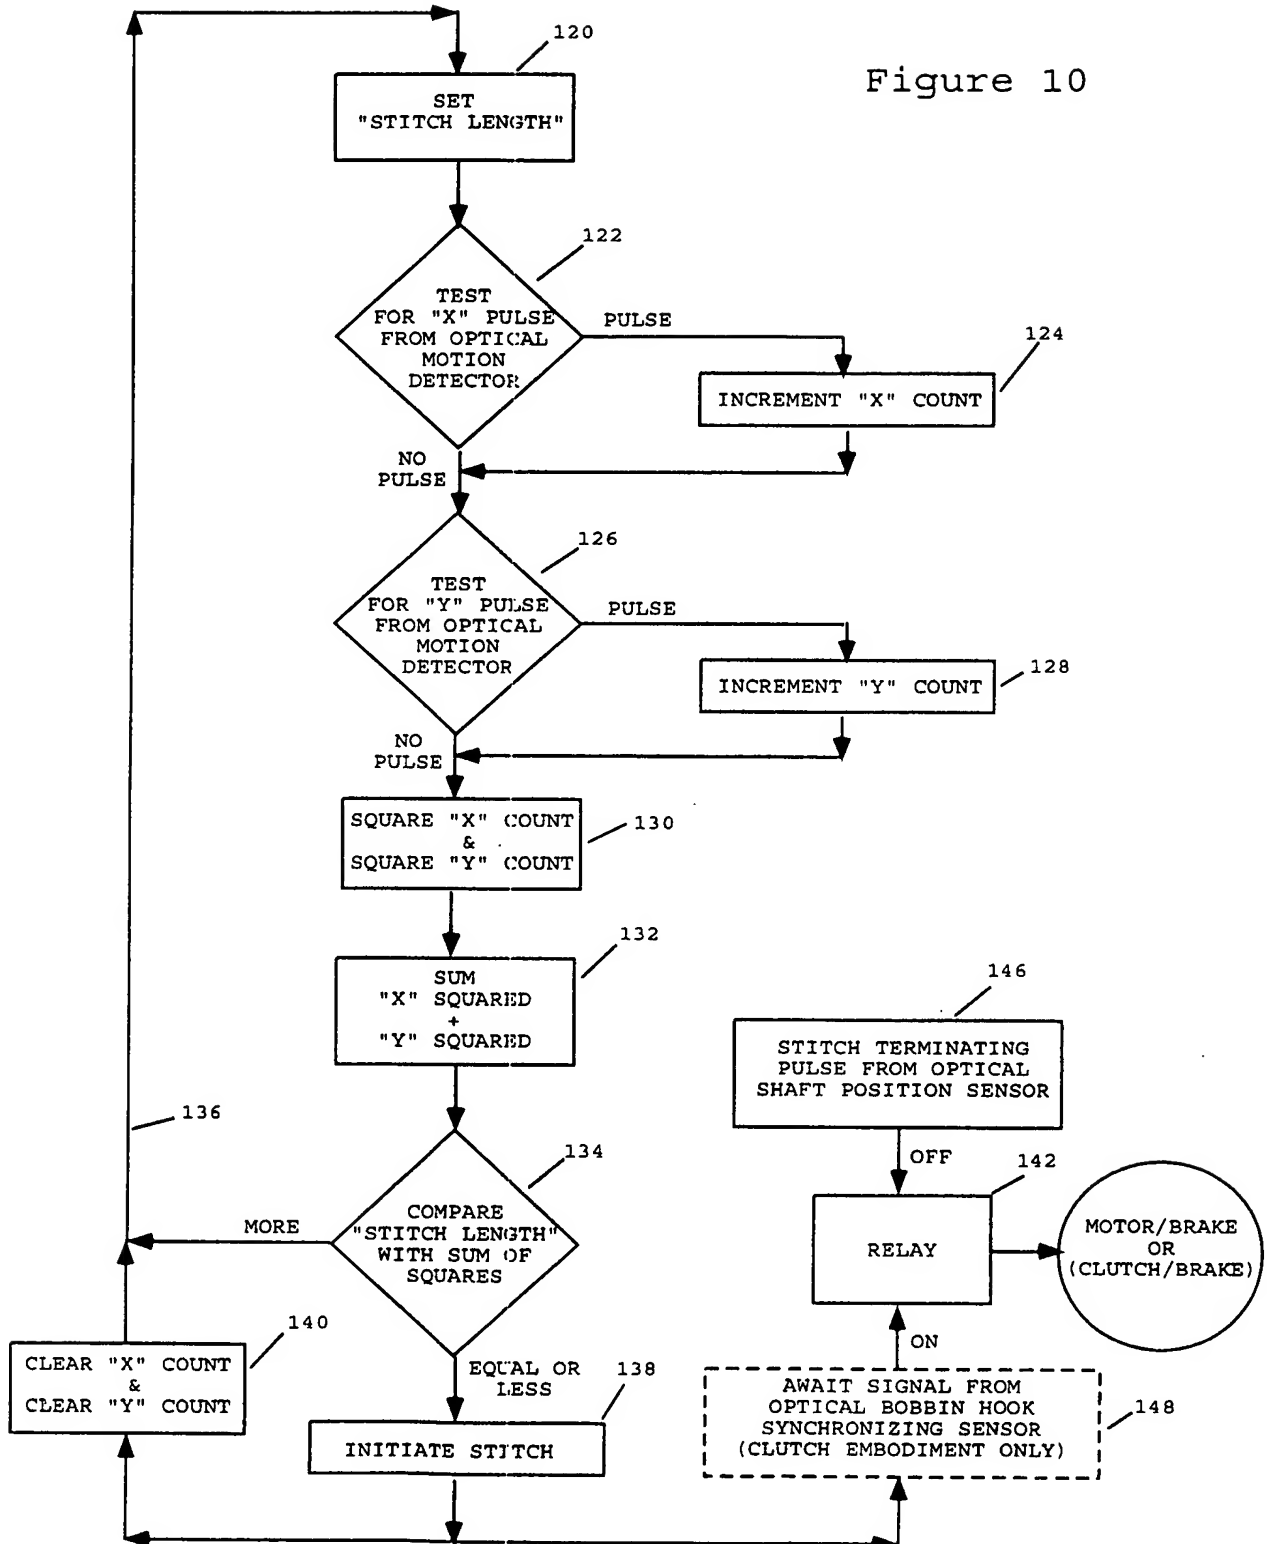 120
Figure 10
SET
"STITCH LENGTH"
122
TEST
FOR "X" PULSE
FROM OPTICAL
MOTION
DETECTOR
PULSE
124
INCREMENT "X" COUNT
NO
PULSE
126
TEST
FOR "Y" PULSE
FROM OPTICAL
MOTION
DETECTOR
PULSE
128
INCREMENT "Y" COUNT
NO
PULSE
SQUARE "X" COUNT
&
SQUARE "Y" COUNT
130
132
SUM
"X" SQUARED
+
"Y" SQUARED
146
STITCH TERMINATING
PULSE FROM OPTICAL
SHAFT POSITION SENSOR
136
134
COMPARE
"STITCH LENGTH"
WITH SUM OF
SQUARES
MORE
OFF
142
RELAY
MOTOR/BRAKE
OR
(CLUTCH/BRAKE)
ON
140
CLEAR "X" COUNT
&
CLEAR "Y" COUNT
EQUAL OR
LESS
138
INITIATE STITCH
AWAIT SIGNAL FROM
OPTICAL BOBBIN HOOK
SYNCHRONIZING SENSOR
(CLUTCH EMBODIMENT ONLY)
148